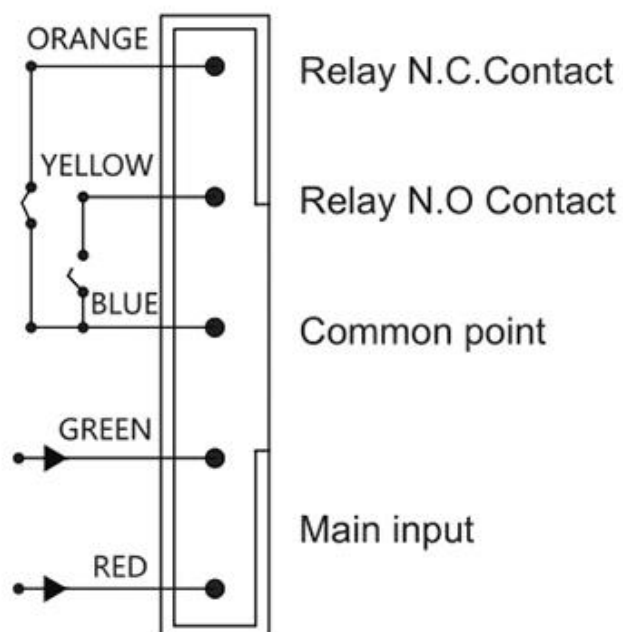 ORANGE
Relay N.C.Contact
YELLOW
Relay N.O Contact
BLUE
Common point
GREEN
Main input
RED